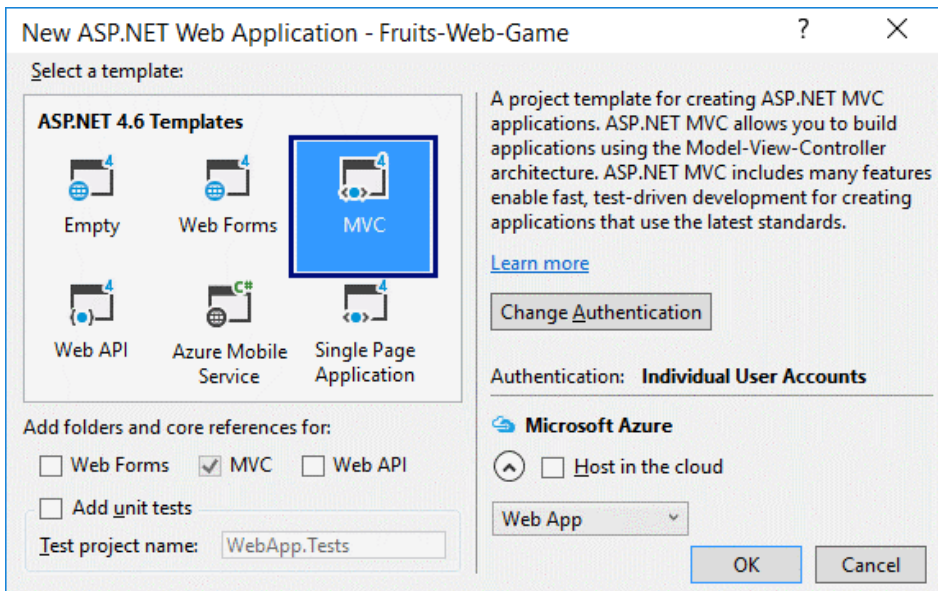 New ASP.NET Web Application - Fruits-Web-Game
?
Select a template:
ASP.NET 4.6 Templates
4
Empty
4
Web Forms
4
MVC
4
Web API
C#
Azure Mobile
Service
4
Single Page
Application
A project template for creating ASP.NET MVC
applications. ASP.NET MVC allows you to build
applications using the Model-View-Controller
architecture. ASP.NET MVC includes many features
enable fast, test-driven development for creating
applications that use the latest standards.
Learn more
Change Authentication
Authentication: Individual User Accounts
Add folders and core references for:
Web Forms
MVC
Web API
Add unit tests
Test project name:
WebApp.Tests
Microsoft Azure
Host in the cloud
Web App
OK
Cancel